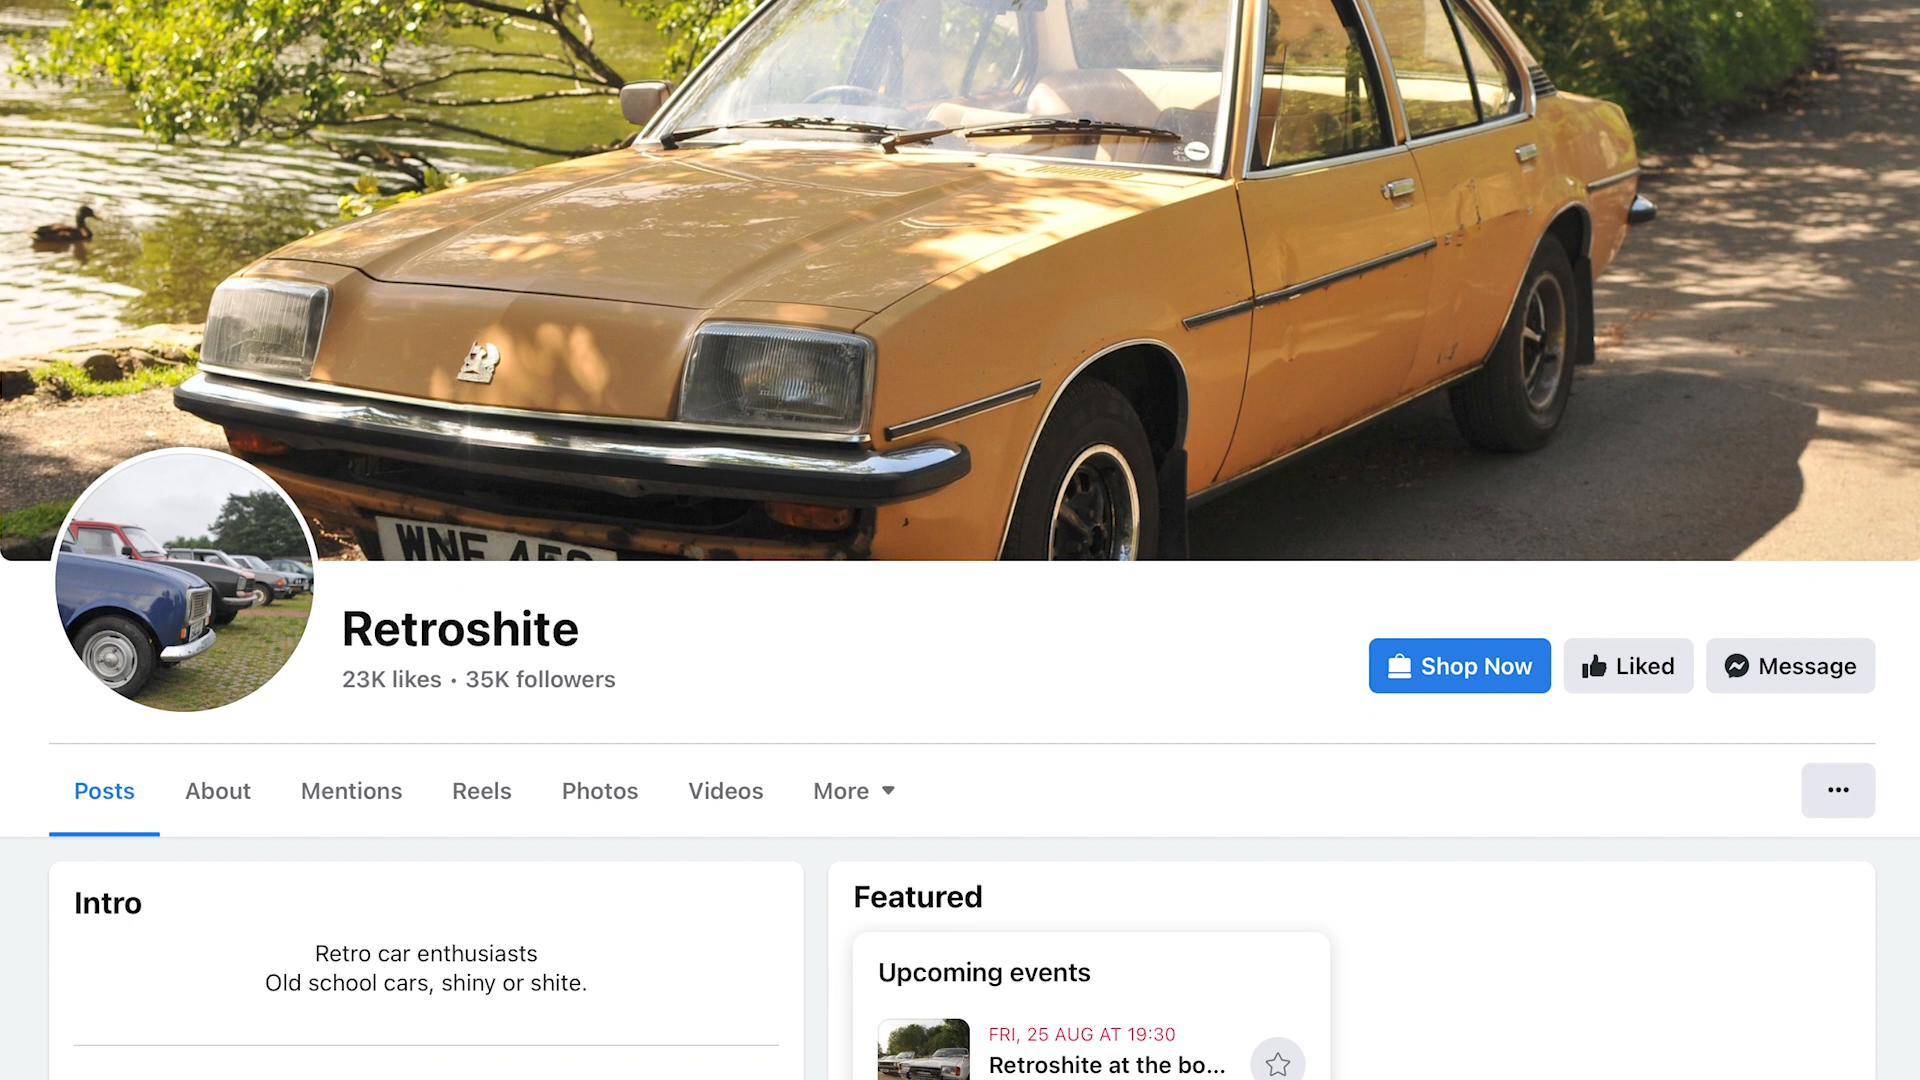 Retroshite
23K likes • 35K followers
Shop Now
Liked
Message
Posts
About
Mentions
Reels
Photos
Videos
More
Intro
Retro car enthusiasts
Old school cars, shiny or shite.
Featured
Upcoming events
FRI, 25 AUG AT 19:30
Retroshite at the bo...